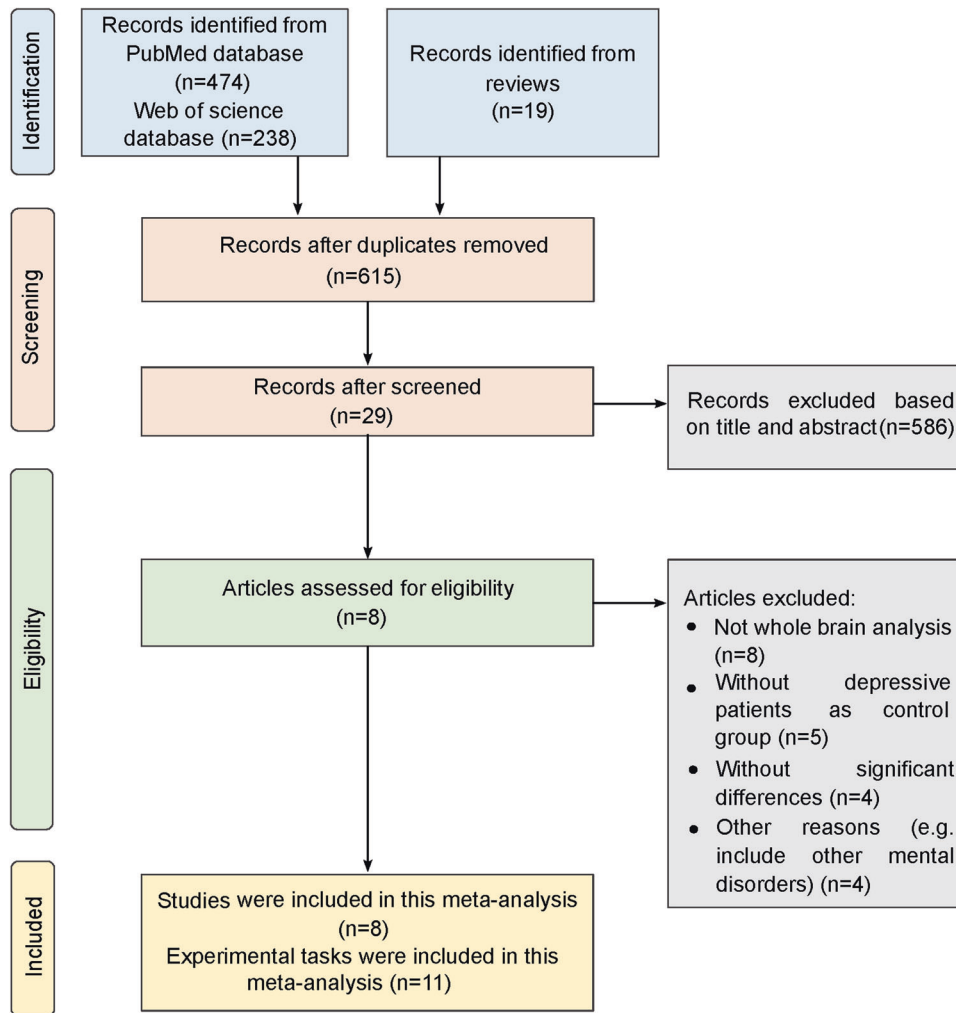 Identification
Records identified from
PubMed database
(n=474)
Web of science
database (n=238)
Records identified from
reviews
(n=19)
Screening
Records after duplicates removed
(n=615)
Records after screened
(n=29)
Records excluded based
on title and abstract(n=586)
Eligibility
Articles assessed for eligibility
(n=8)
Articles excluded:
• Not whole brain analysis
(n=8)
• Without depressive
patients as control
group (n=5)
• Without significant
differences (n=4)
• Other reasons (e.g.
include other mental
disorders) (n=4)
Included
Studies were included in this meta-analysis
(n=8)
Experimental tasks were included in this
meta-analysis (n=11)